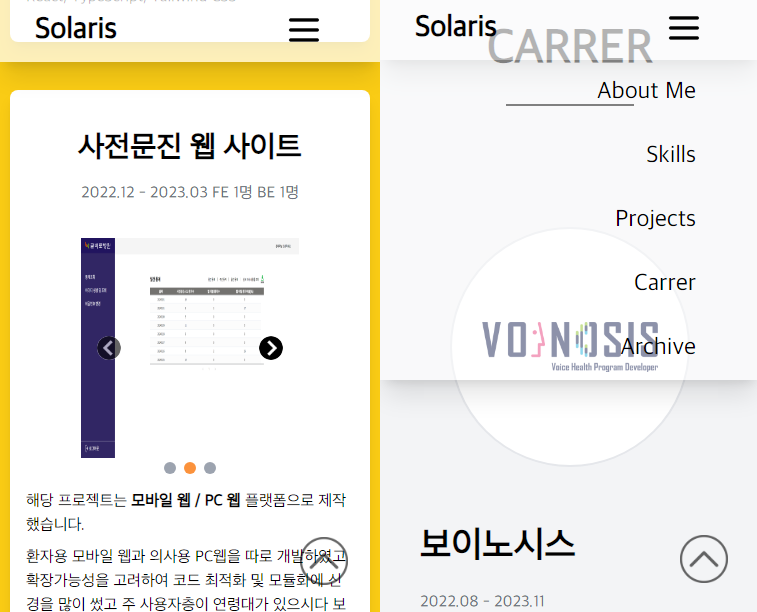 React, TypeScript, Tailwind Css
Solaris
사전문진 웹 사이트
2022.12 - 2023.03 FE 1명 BE 1명
해당 프로젝트는 모바일 웹 / PC 웹 플랫폼으로 제작
했습니다.
환자용 모바일 웹과 의사용 PC웹을 따로 개발하였고
확장가능성을 고려하여 코드 최적화 및 모듈화에 신
경을 많이 썼고 주 사용자층이 연령대가 있으시다 보
Solaris
CARRER
About Me
Skills
Projects
Carrer
Archive
VOINOSIS
Voice Health Program Developer
보이노시스
2022.08 - 2023.11